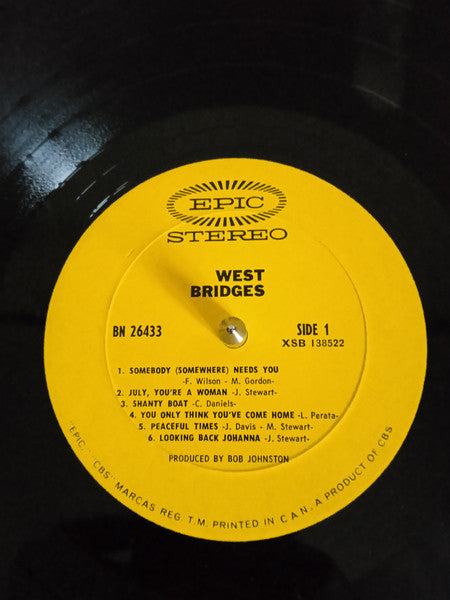 EPIC
STEREO
WEST
BRIDGES
BN 26433
SIDE 1
XSB 138522
1. SOMEBODY (SOMEWHERE) NEEDS YOU
-F. Wilson - M. Gordon-
2. JULY, YOU'RE A WOMAN -J. Stewart-
3. SHANTY BOAT -C. Daniels-
4. YOU ONLY THINK YOU'VE COME HOME -L. Perata-
5. PEACEFUL TIMES -J. Davis - M. Stewart-
6. LOOKING BACK JOHANNA -J. Stewart-
PRODUCED BY BOB JOHNSTON
"EPIC," "CBS" MARCAS REG. T.M. PRINTED IN CAN. A PRODUCT OF CBS